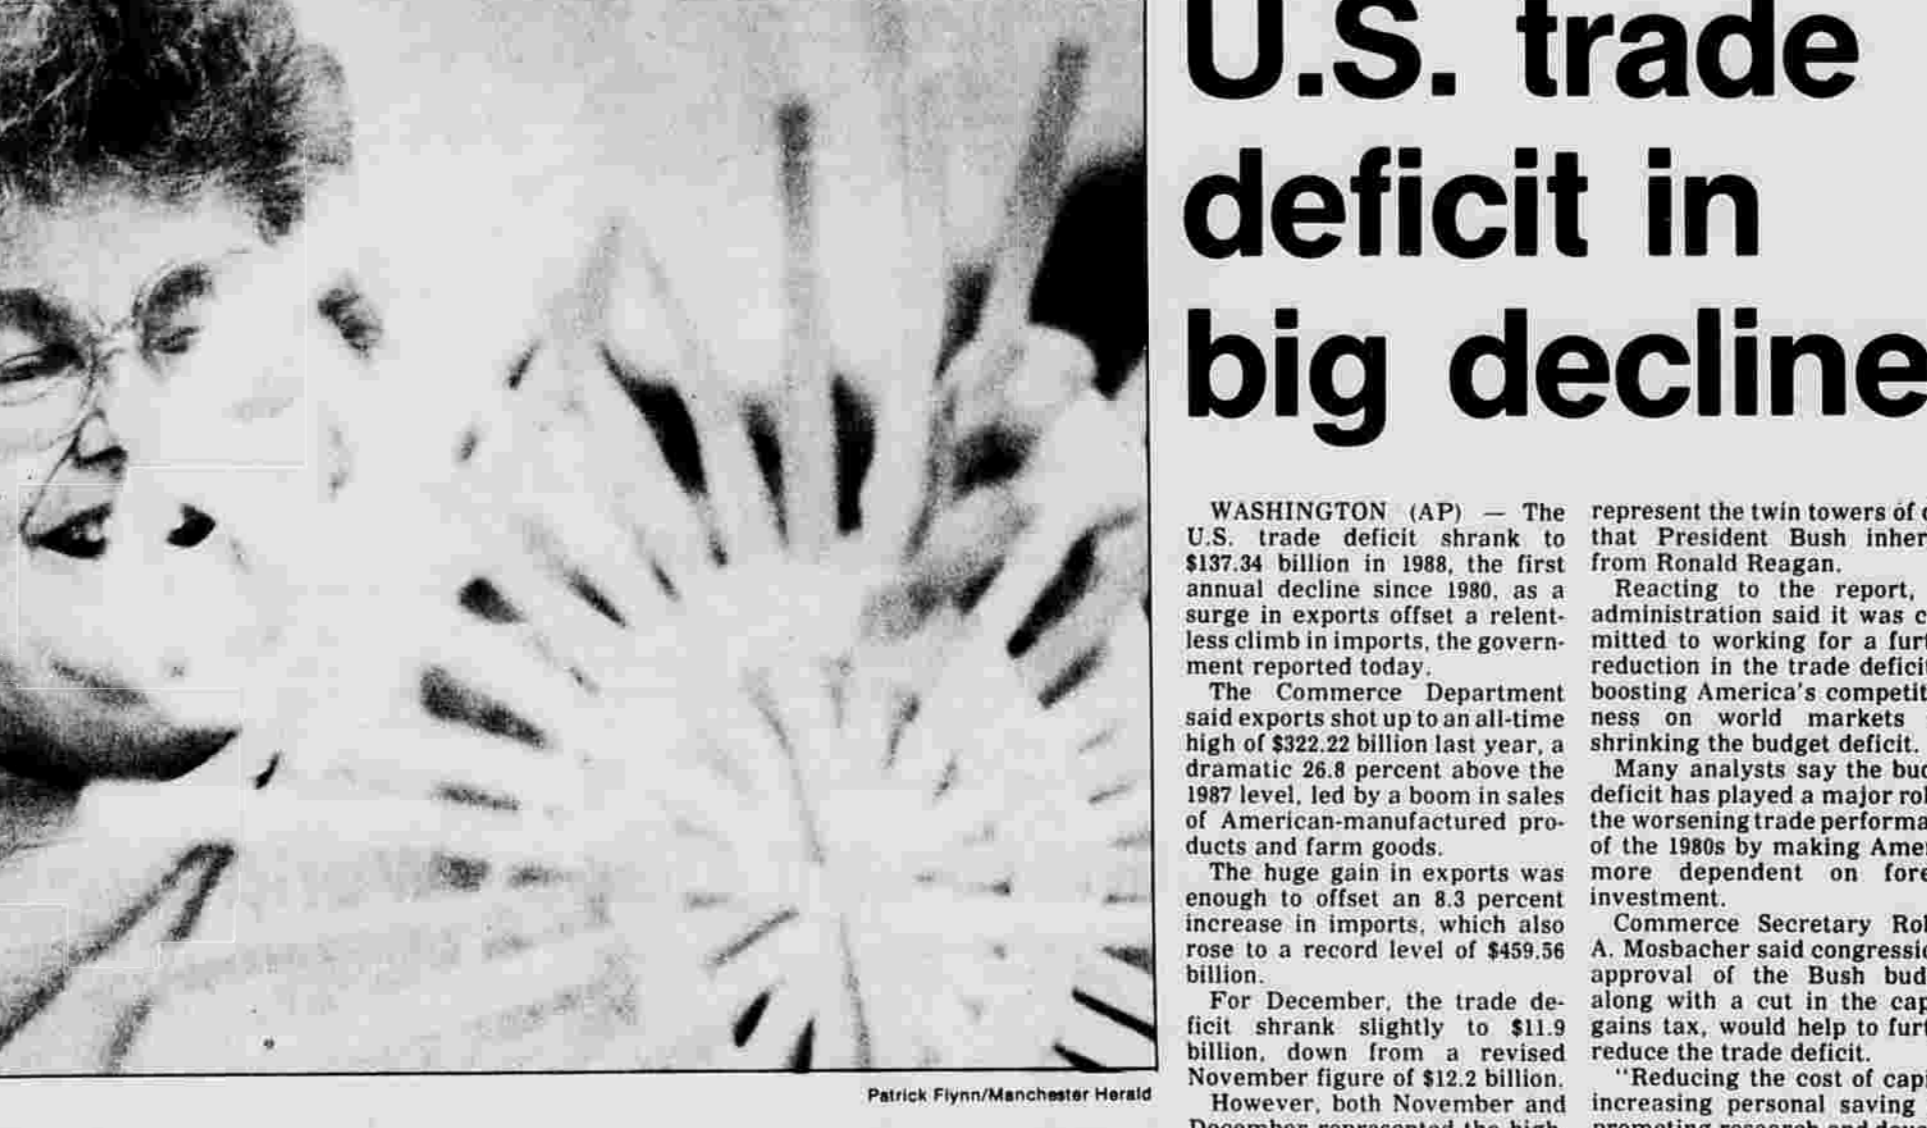 U.S. trade
deficit in
big decline
WASHINGTON (AP) — The
U.S. trade deficit shrank to
$137.34 billion in 1988, the first
annual decline since 1980, as a
surge in exports offset a relent-
less climb in imports, the govern-
ment reported today.
The Commerce Department
said exports shot up to an all-time
high of $322.22 billion last year, a
dramatic 26.8 percent above the
1987 level, led by a boom in sales
of American-manufactured pro-
ducts and farm goods.
The huge gain in exports was
enough to offset an 8.3 percent
increase in imports, which also
rose to a record level of $459.56
billion.
For December, the trade de-
ficit shrank slightly to $11.9
billion, down from a revised
November figure of $12.2 billion.
However, both November and
represent the twin towers of
that President Bush
from Ronald Reagan.
Reacting to the report,
administration said it was
mitted to working for a
reduction in the trade
boosting America's
ness on world markets
shrinking the budget deficit.
Many analysts say the
deficit has played a major
the worsening trade
of the 1980s by making
more dependent on
investment.
Commerce Secretary
A. Mosbacher said
approval of the Bush
along with a cut in the
gains tax, would help to
reduce the trade deficit.
"Reducing the cost of
increasing personal saving
Patrick Flynn/Manchester Herald